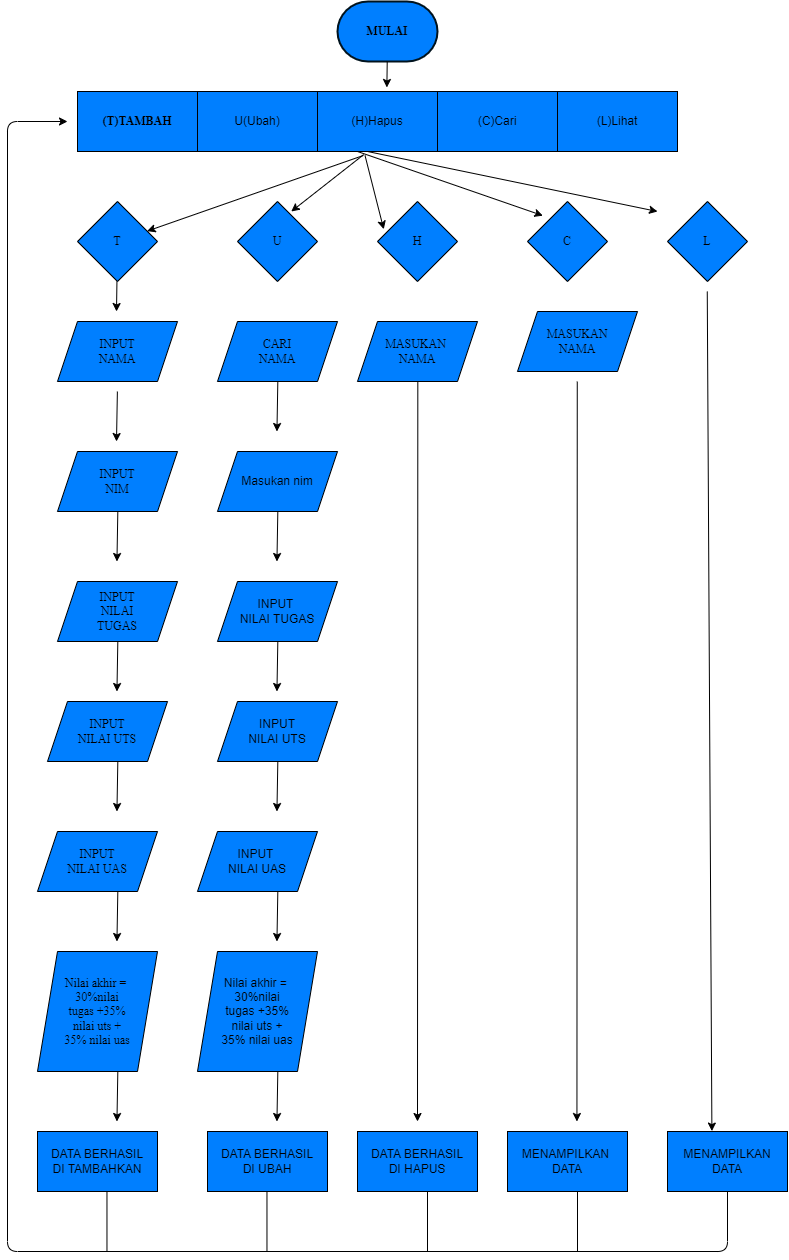 MULAI
(T)TAMBAH
U(Ubah)
(H)Hapus
(C)Cari
(L)Lihat
T
U
H
C
L
INPUT
NAMA
CARI
NAMA
MASUKAN
NAMA
MASUKAN
NAMA
INPUT
NIM
Masukan nim
INPUT
NILAI
TUGAS
INPUT
NILAI TUGAS
INPUT
NILAI UTS
INPUT
NILAI UTS
INPUT
NILAI UAS
INPUT
NILAI UAS
Nilai akhir =
30%nilai
tugas +35%
nilai uts +
35% nilai uas
Nilai akhir =
30%nilai
tugas +35%
nilai uts +
35% nilai uas
DATA BERHASIL
DI TAMBAHKAN
DATA BERHASIL
DI UBAH
DATA BERHASIL
DI HAPUS
MENAMPILKAN
DATA
MENAMPILKAN
DATA